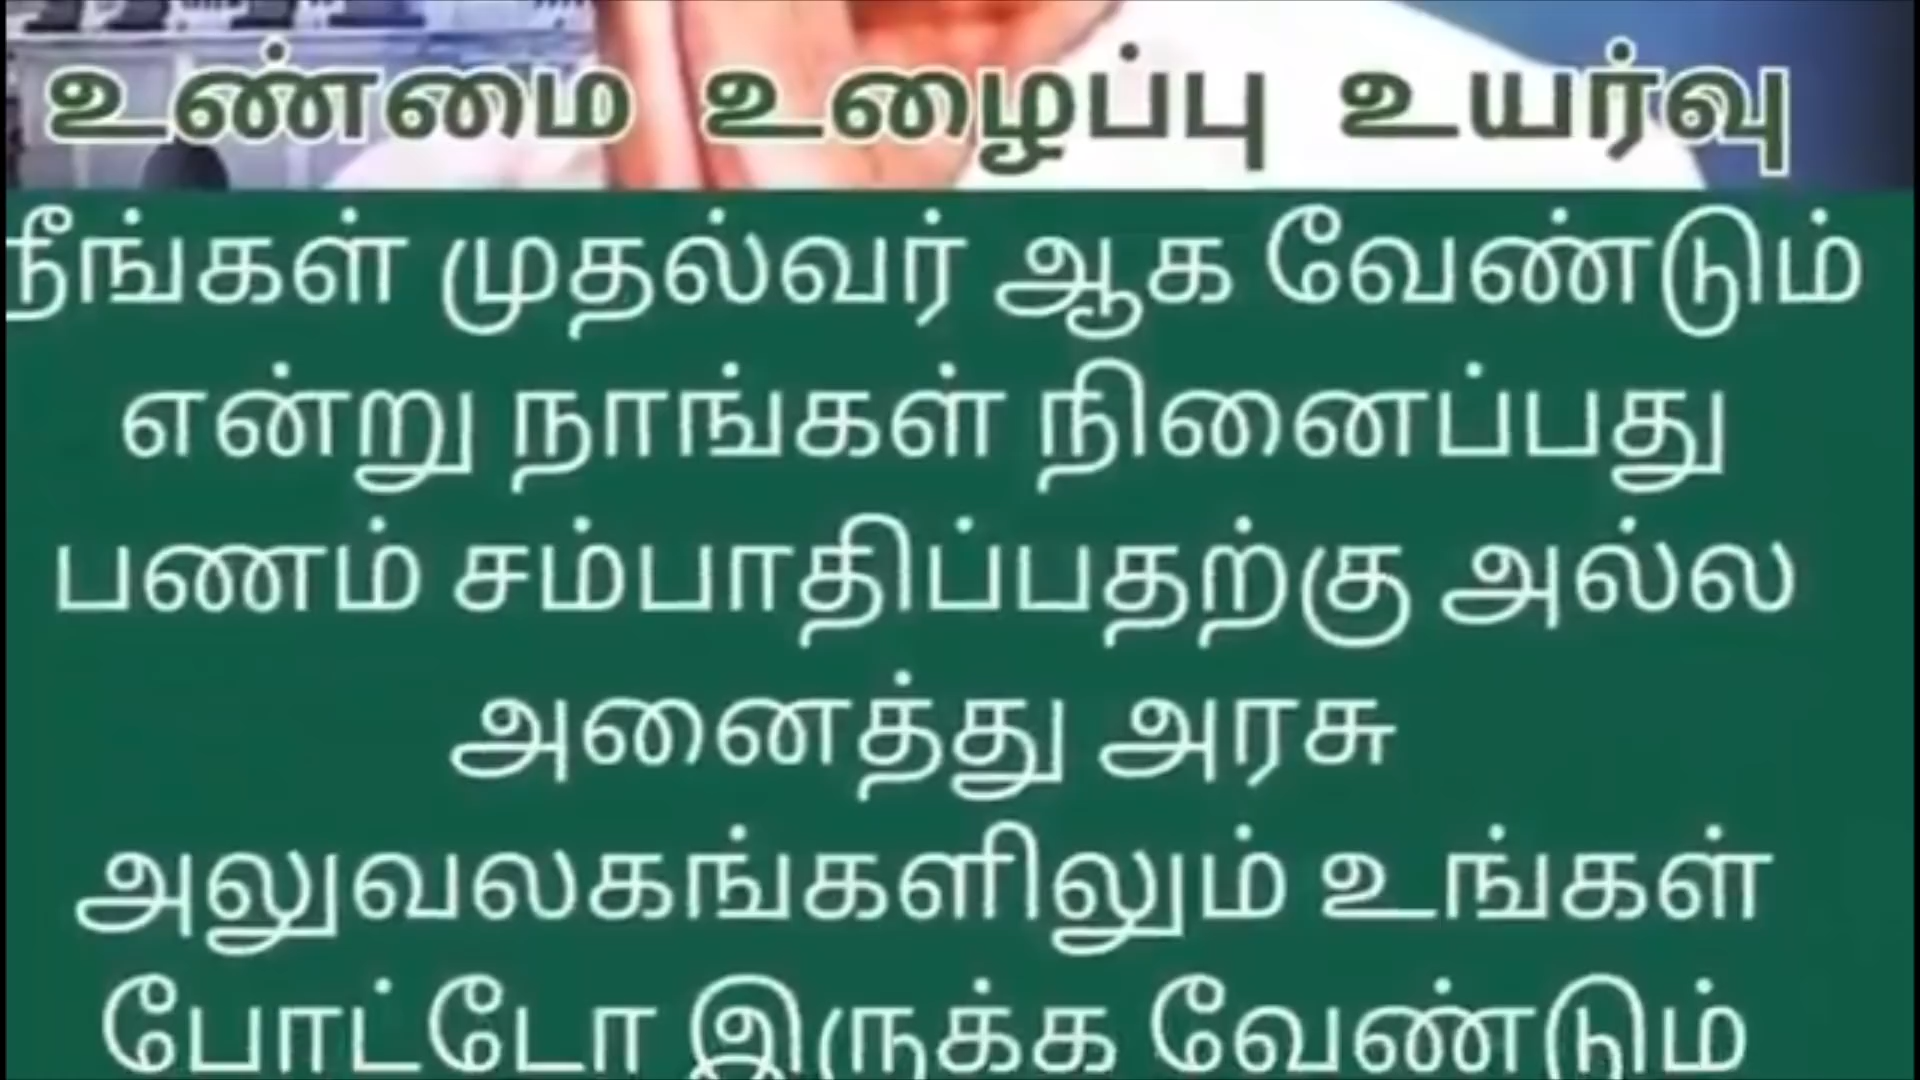 உண்மை உழைப்பு உயர்வு
நீங்கள் முதல்வர் ஆக வேண்டும்
என்று நாங்கள் நினைப்பது
பணம் சம்பாதிப்பதற்கு அல்ல
அனைத்து அரசு
அலுவலகங்களிலும் உங்கள்
போட்டோ இருக்க வேண்டும்